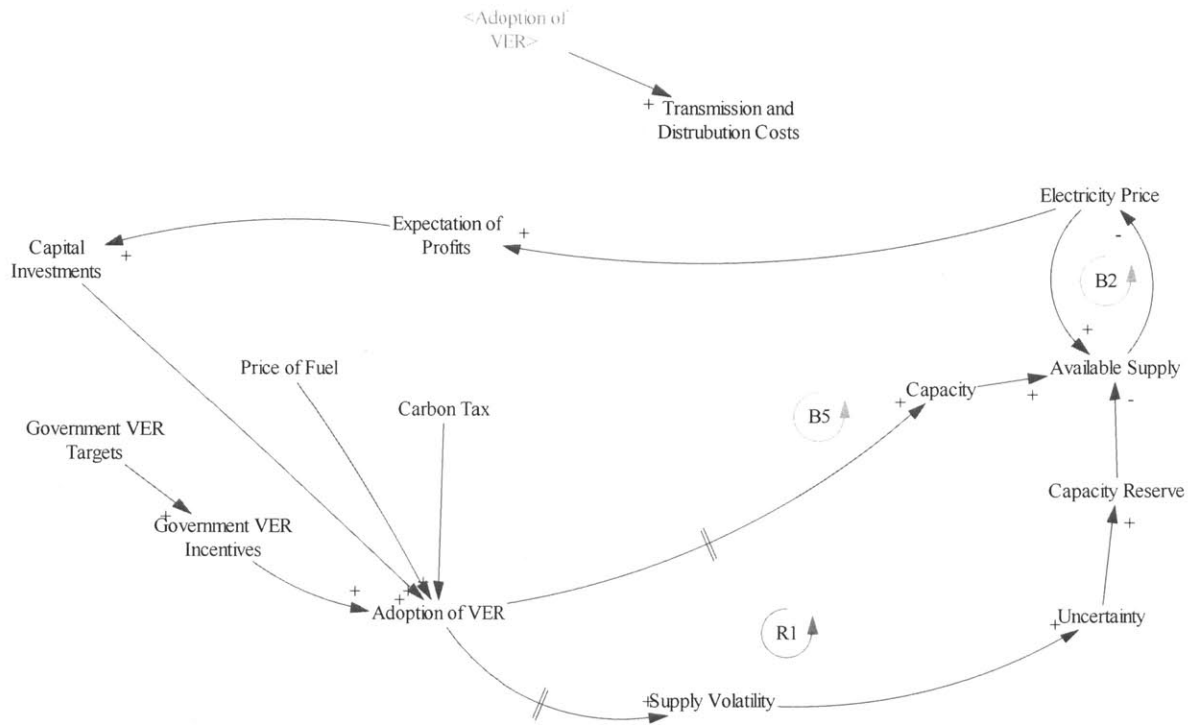 <Adoption of
VER>
+ Transmission and
Distrubution Costs
Electricity Price
Expectation of
Profits
+
-
Capital
Investments
+
B2
+
Price of Fuel
Available Supply
Capacity
+
+
-
Carbon Tax
B5
Government VER
Targets
Capacity Reserve
+
+
Government VER
Incentives
+
+
+
+
Adoption of VER
R1
+
Uncertainty
+
Supply Volatility